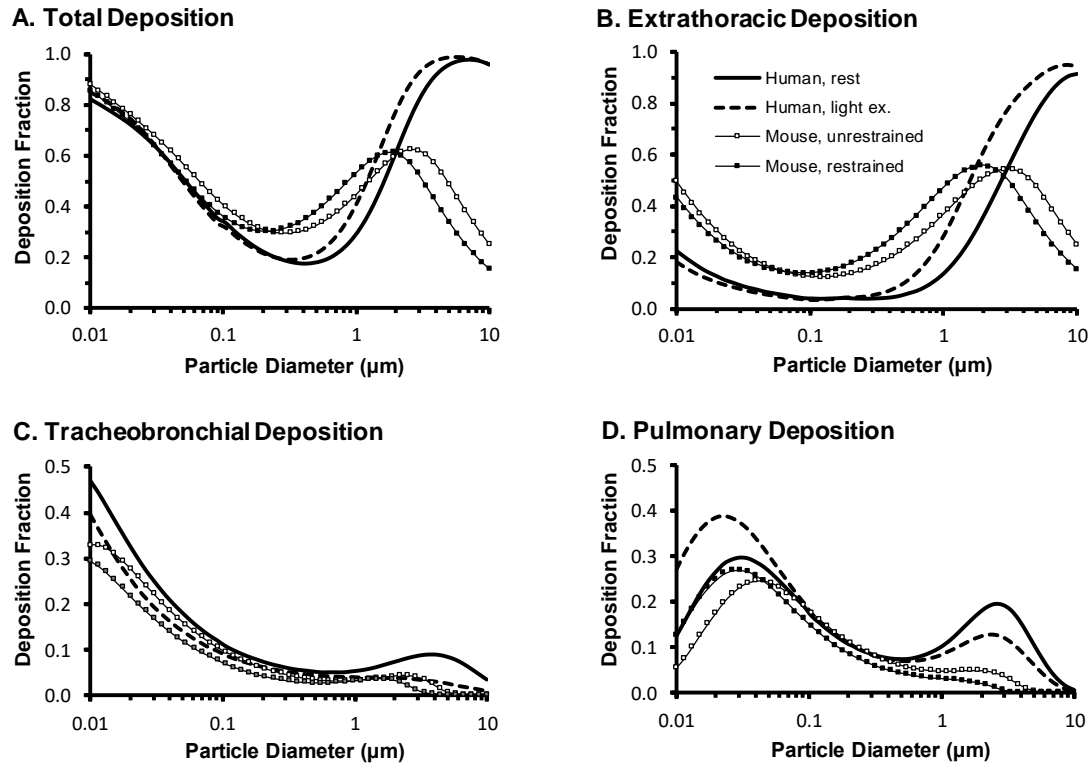 A. Total Deposition
1.0
0.8
0.6
0.4
0.2
0.0
Deposition Fraction
0.01 0.1 1 10
Particle Diameter (µm)
B. Extrathoracic Deposition
1.0
0.8
0.6
0.4
0.2
0.0
Deposition Fraction
Human, rest
Human, light ex.
Mouse, unrestrained
Mouse, restrained
0.01 0.1 1 10
Particle Diameter (µm)
C. Tracheobronchial Deposition
0.5
0.4
0.3
0.2
0.1
0.0
Deposition Fraction
0.01 0.1 1 10
Particle Diameter (µm)
D. Pulmonary Deposition
0.5
0.4
0.3
0.2
0.1
0.0
Deposition Fraction
0.01 0.1 1 10
Particle Diameter (µm)